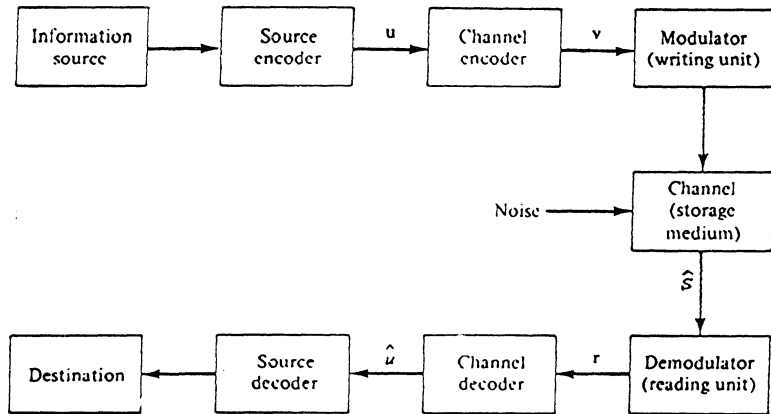 Information
source
Source
encoder
u
Channel
encoder
v
Modulator
(writing unit)
Noise
Channel
(storage
medium)
ŝ
Destination
Source
decoder
û
Channel
decoder
r
Demodulator
(reading unit)